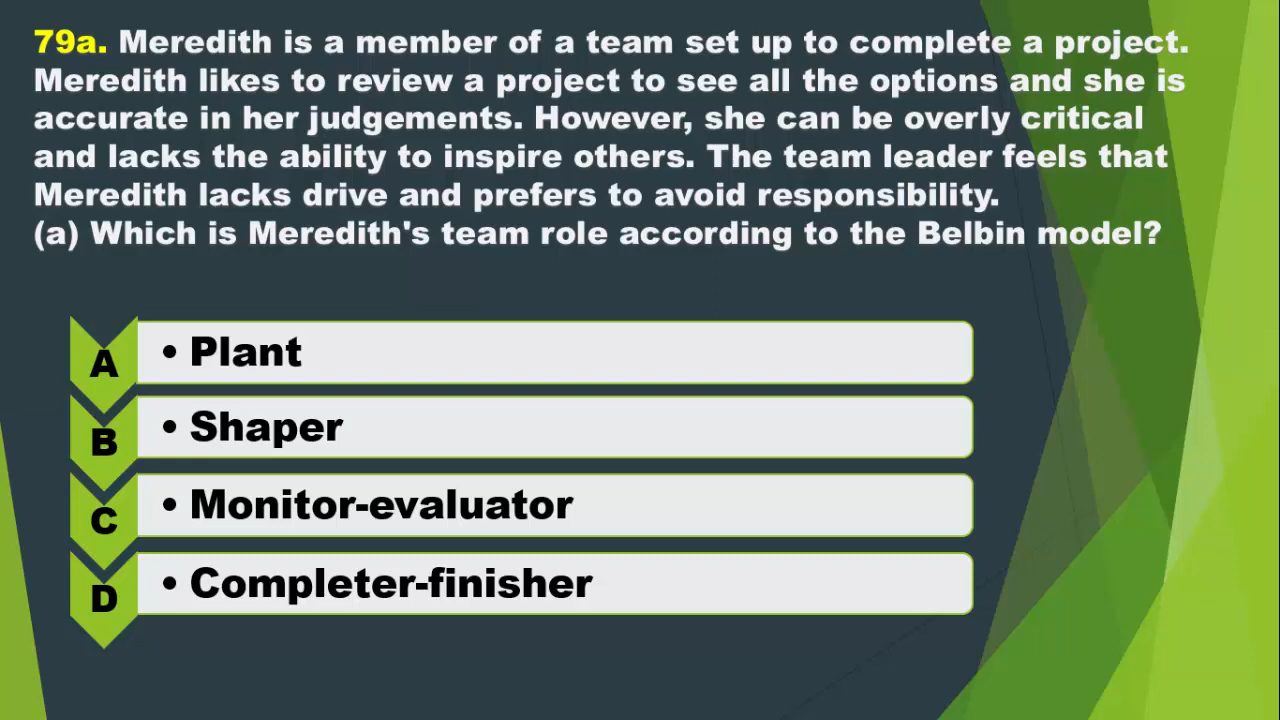 79a. Meredith is a member of a team set up to complete a project.
Meredith likes to review a project to see all the options and she is
accurate in her judgements. However, she can be overly critical
and lacks the ability to inspire others. The team leader feels that
Meredith lacks drive and prefers to avoid responsibility.
(a) Which is Meredith's team role according to the Belbin model?
A • Plant
B • Shaper
C • Monitor-evaluator
D • Completer-finisher